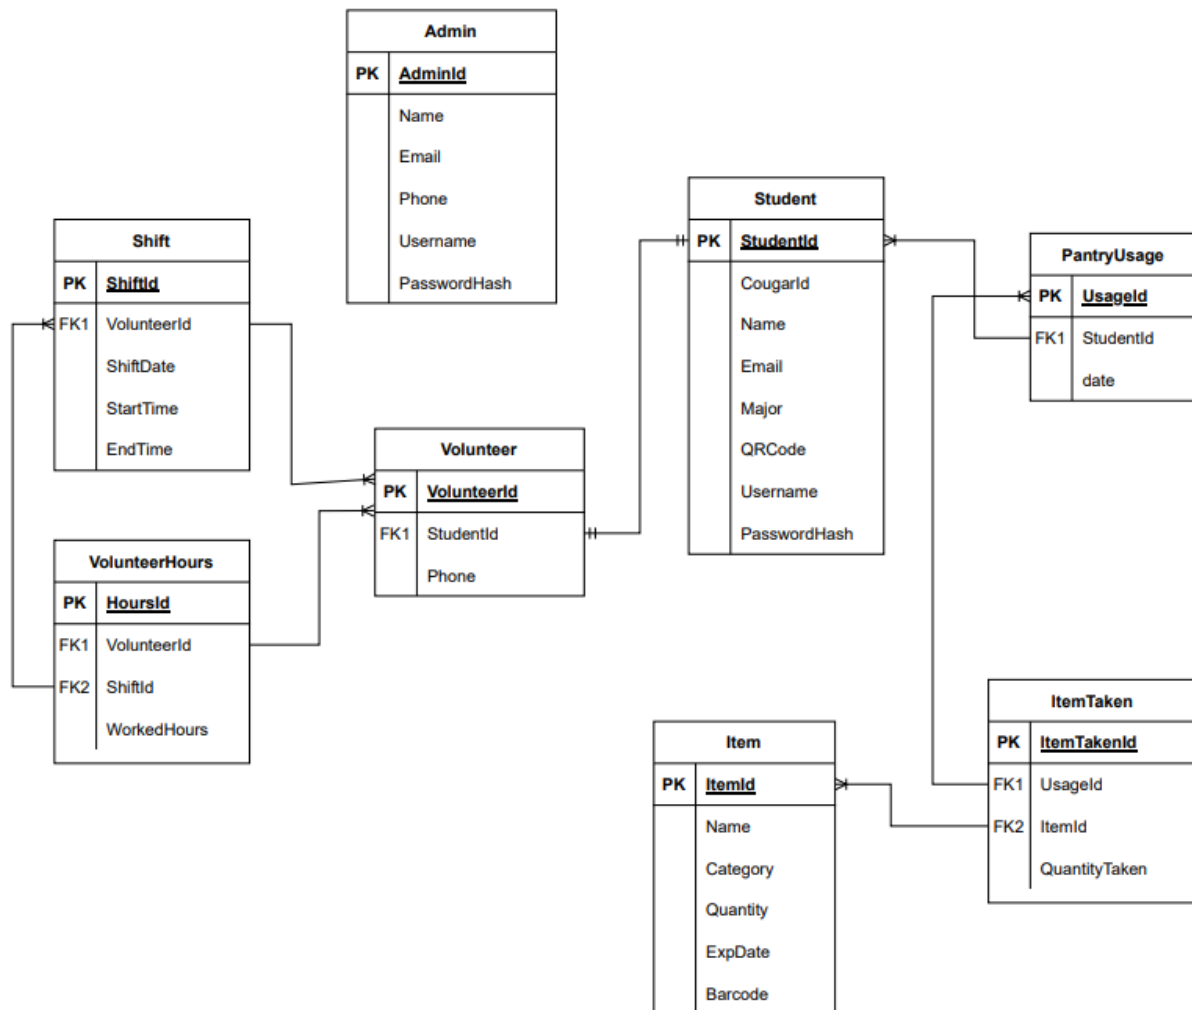 Admin
PK AdminId
Name
Email
Phone
Username
PasswordHash
Student
PK StudentId
CougarId
Name
Email
Major
QRCode
Username
PasswordHash
Shift
PK ShiftId
FK1 VolunteerId
ShiftDate
StartTime
EndTime
PantryUsage
PK UsageId
FK1 StudentId
date
Volunteer
PK VolunteerId
FK1 StudentId
Phone
VolunteerHours
PK HoursId
FK1 VolunteerId
FK2 ShiftId
WorkedHours
ItemTaken
PK ItemTakenId
FK1 UsageId
FK2 ItemId
QuantityTaken
Item
PK ItemId
Name
Category
Quantity
ExpDate
Barcode